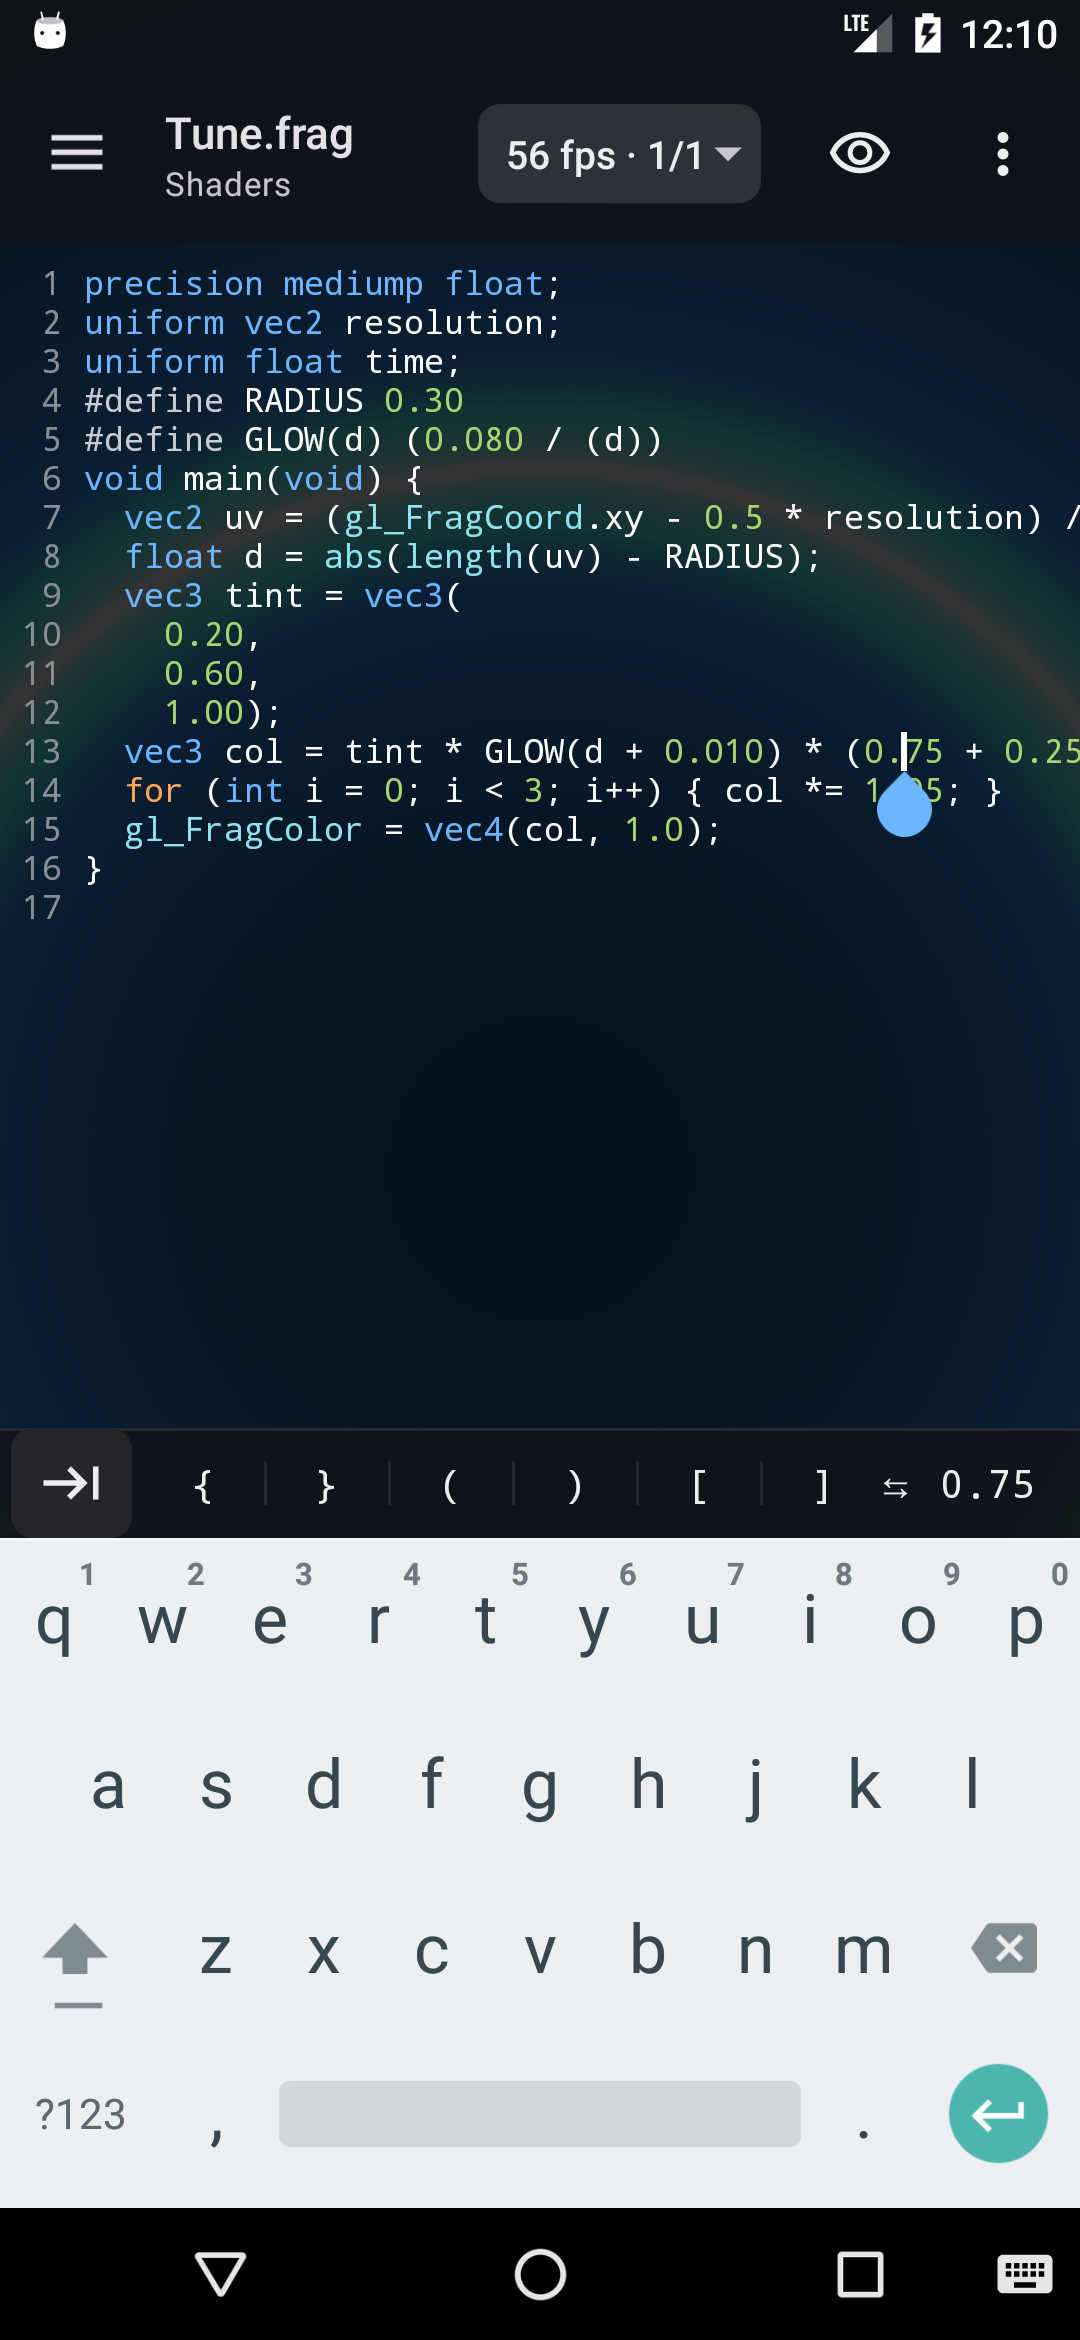 LTE 12:10
Tune.frag
Shaders
56 fps · 1/1
1 precision mediump float;
2 uniform vec2 resolution;
3 uniform float time;
4 #define RADIUS 0.30
5 #define GLOW(d) (0.080 / (d))
6 void main(void) {
7 vec2 uv = (gl_FragCoord.xy - 0.5 * resolution) /
8 float d = abs(length(uv) - RADIUS);
9 vec3 tint = vec3(
10 0.20,
11 0.60,
12 1.00);
13 vec3 col = tint * GLOW(d + 0.010) * (0.75 + 0.25
14 for (int i = 0; i < 3; i++) { col *= 1.05; }
15 gl_FragColor = vec4(col, 1.0);
16 }
17
{ } ( ) [ ] ⇆ 0.75
1 2 3 4 5 6 7 8 9 0
q w e r t y u i o p
a s d f g h j k l
z x c v b n m
?123 , .